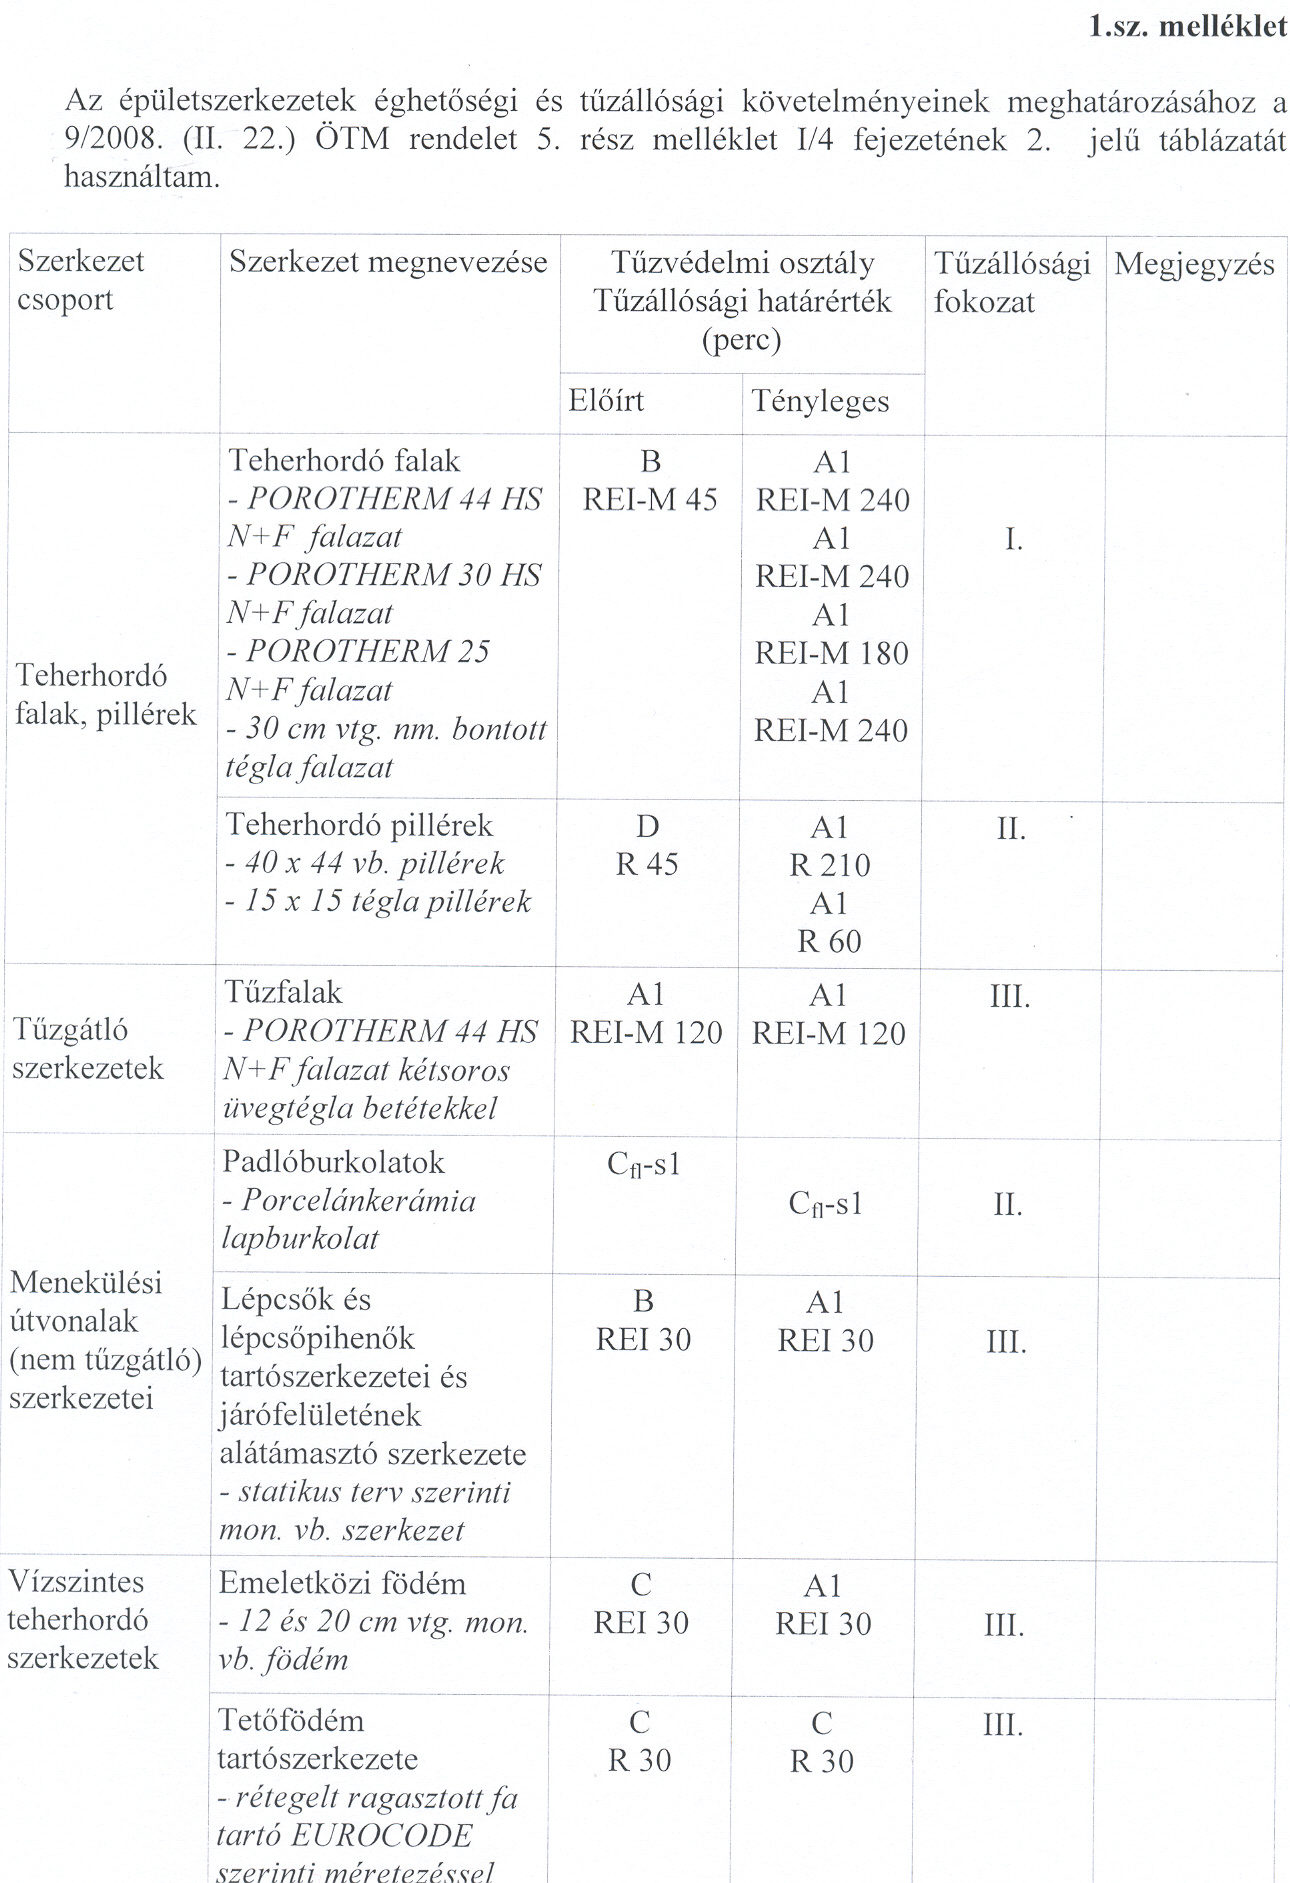 1.sz. melléklet
Az épületszerkezetek éghetőségi és tűzállósági követelményeinek meghatározásához a
9/2008. (II. 22.) ÖTM rendelet 5. rész melléklet I/4 fejezetének 2. jelű táblázatát
használtam.
Szerkezet
csoport
Szerkezet megnevezése
Tűzvédelmi osztály
Tűzállósági határérték
(perc)
Tűzállósági
fokozat
Megjegyzés
Előírt
Tényleges
Teherhordó
falak, pillérek
Teherhordó falak
- POROTHERM 44 HS
N+F falazat
- POROTHERM 30 HS
N+F falazat
- POROTHERM 25
N+F falazat
- 30 cm vtg. nm. bontott
tégla falazat
B
REI-M 45
A1
REI-M 240
A1
REI-M 240
A1
REI-M 180
A1
REI-M 240
I.
Teherhordó pillérek
- 40 x 44 vb. pillérek
- 15 x 15 tégla pillérek
D
R 45
A1
R 210
A1
R 60
II.
Tűzgátló
szerkezetek
Tűzfalak
- POROTHERM 44 HS
N+F falazat kétsoros
üvegtégla betétekkel
A1
REI-M 120
A1
REI-M 120
III.
Menekülési
útvonalak
(nem tűzgátló)
szerkezetei
Padlóburkolatok
- Porcelánkerámia
lapburkolat
Cfl-s1
Cfl-s1
II.
Lépcsők és
lépcsőpihenők
tartószerkezetei és
járófelületének
alátámasztó szerkezete
- statikus terv szerinti
mon. vb. szerkezet
B
REI 30
A1
REI 30
III.
Vízszintes
teherhordó
szerkezetek
Emeletközi födém
- 12 és 20 cm vtg. mon.
vb. födém
C
REI 30
A1
REI 30
III.
Tetőfödém
tartószerkezete
- rétegelt ragasztott fa
tartó EUROCODE
szerinti méretezéssel
C
R 30
C
R 30
III.